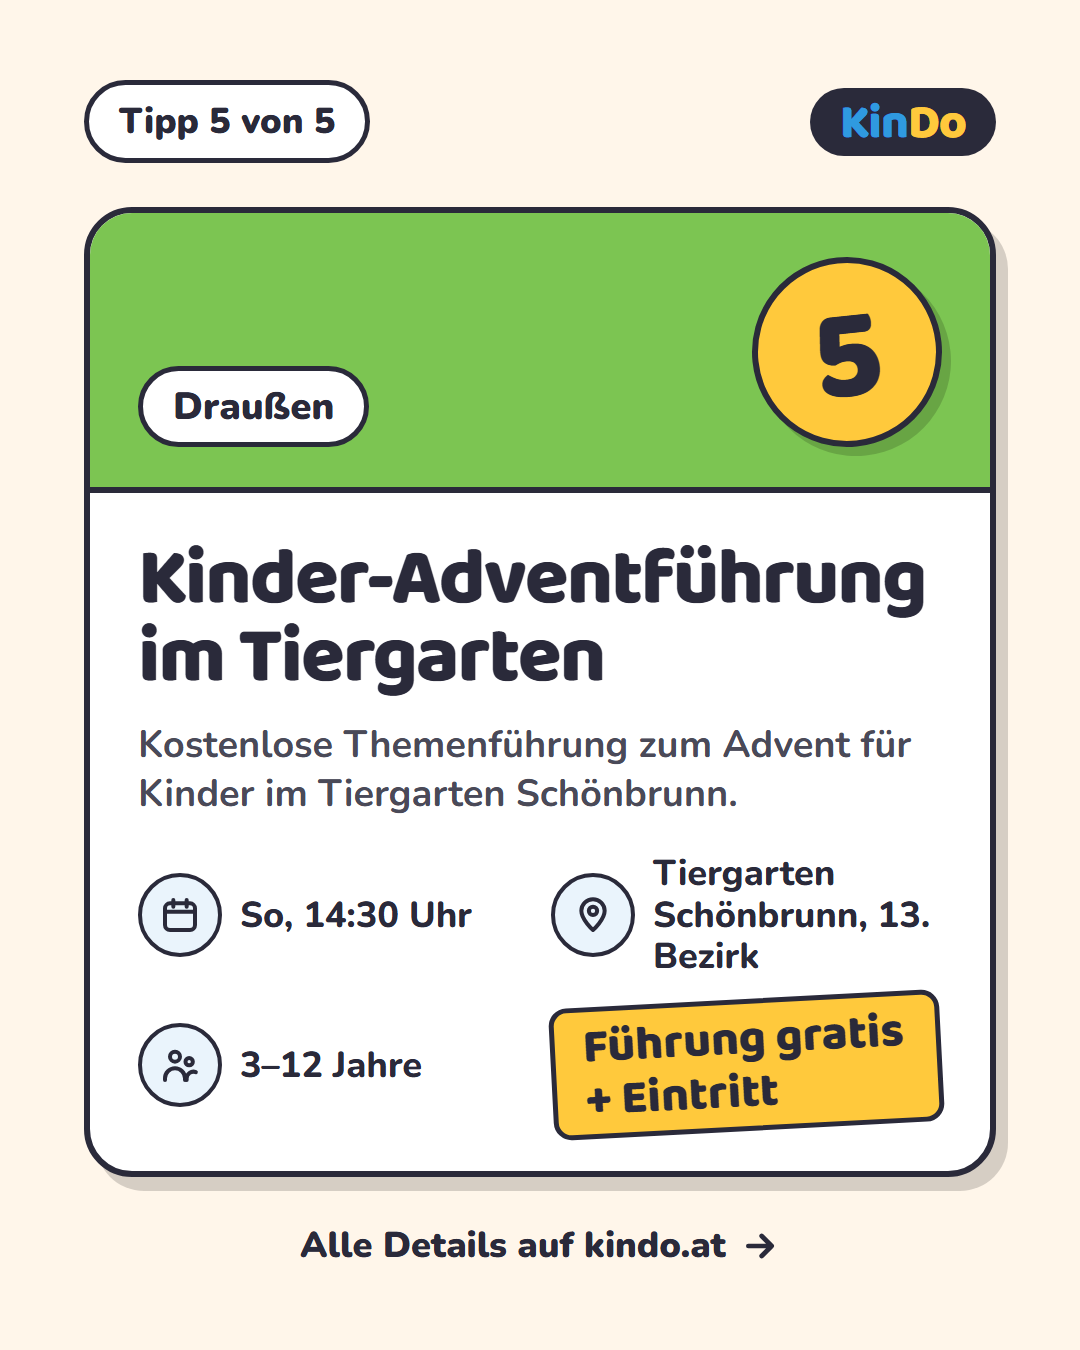 Tipp 5 von 5
KinDo
5
Draußen
Kinder-Adventführung
im Tiergarten
Kostenlose Themenführung zum Advent für
Kinder im Tiergarten Schönbrunn.
So, 14:30 Uhr
Tiergarten
Schönbrunn, 13.
Bezirk
3–12 Jahre
Führung gratis
+ Eintritt
Alle Details auf kindo.at →